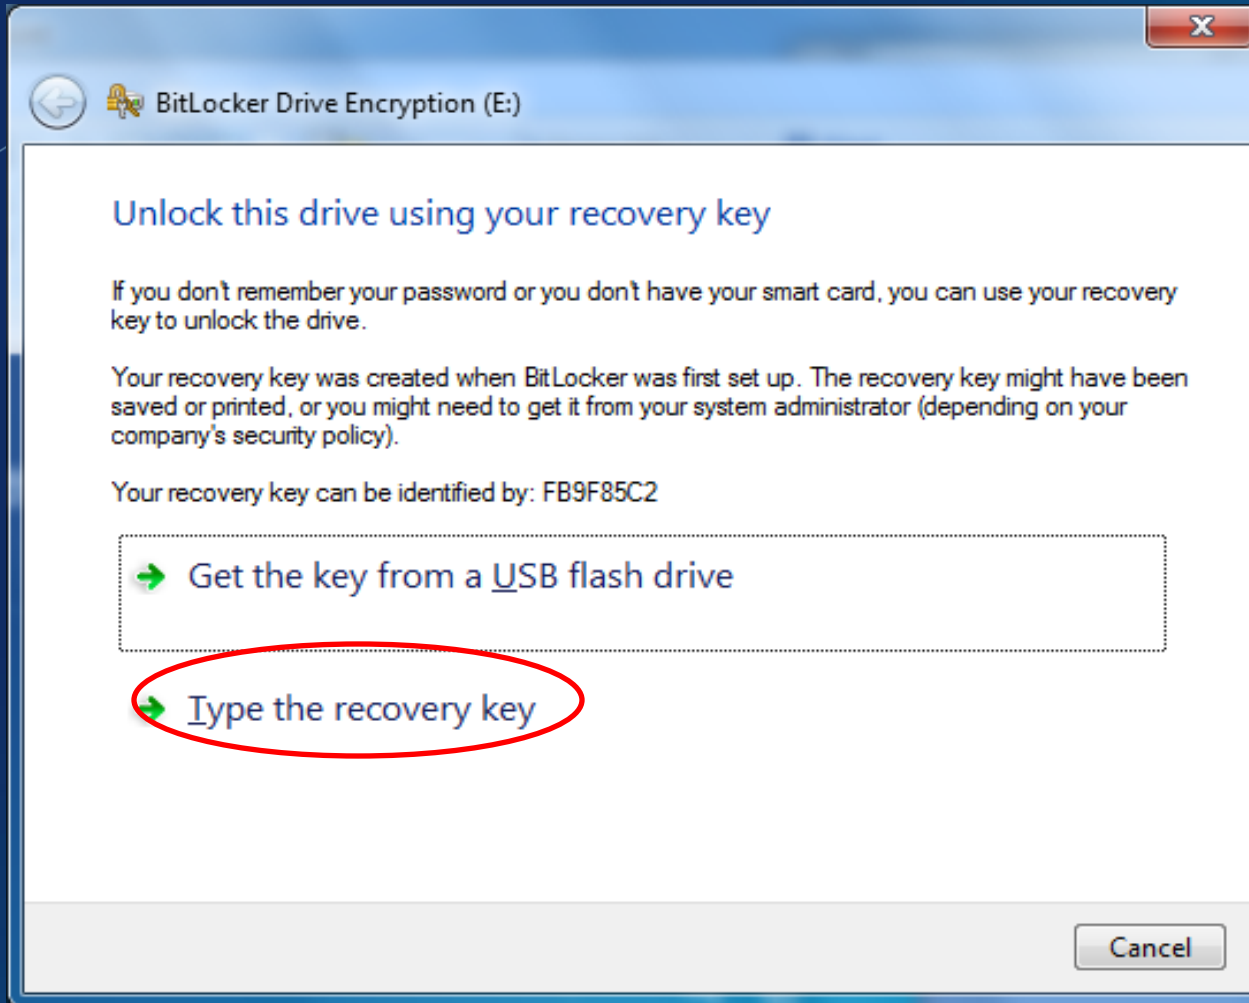 BitLocker Drive Encryption (E:)
Unlock this drive using your recovery key
If you don't remember your password or you don't have your smart card, you can use your recovery
key to unlock the drive.
Your recovery key was created when BitLocker was first set up. The recovery key might have been
saved or printed, or you might need to get it from your system administrator (depending on your
company's security policy).
Your recovery key can be identified by: FB9F85C2
Get the key from a USB flash drive
Type the recovery key
Cancel